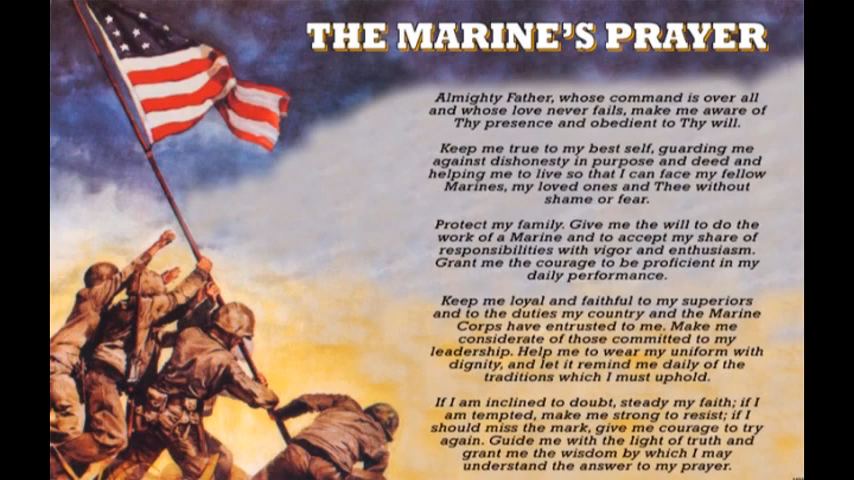 THE MARINE'S PRAYER
Almighty Father, whose command is over all
and whose love never fails, make me aware of
Thy presence and obedient to Thy will.
Keep me true to my best self, guarding me
against dishonesty in purpose and deed and
helping me to live so that I can face my fellow
Marines, my loved ones and Thee without
shame or fear.
Protect my family. Give me the will to do the
work of a Marine and to accept my share of
responsibilities with vigor and enthusiasm.
Grant me the courage to be proficient in my
daily performance.
Keep me loyal and faithful to my superiors
and to the duties my country and the Marine
Corps have entrusted to me. Make me
considerate of those committed to my
leadership. Help me to wear my uniform with
dignity, and let it remind me daily of the
traditions which I must uphold.
If I am inclined to doubt, steady my faith; if I
am tempted, make me strong to resist; if I
should miss the mark, give me courage to try
again. Guide me with the light of truth and
grant me the wisdom by which I may
understand the answer to my prayer.